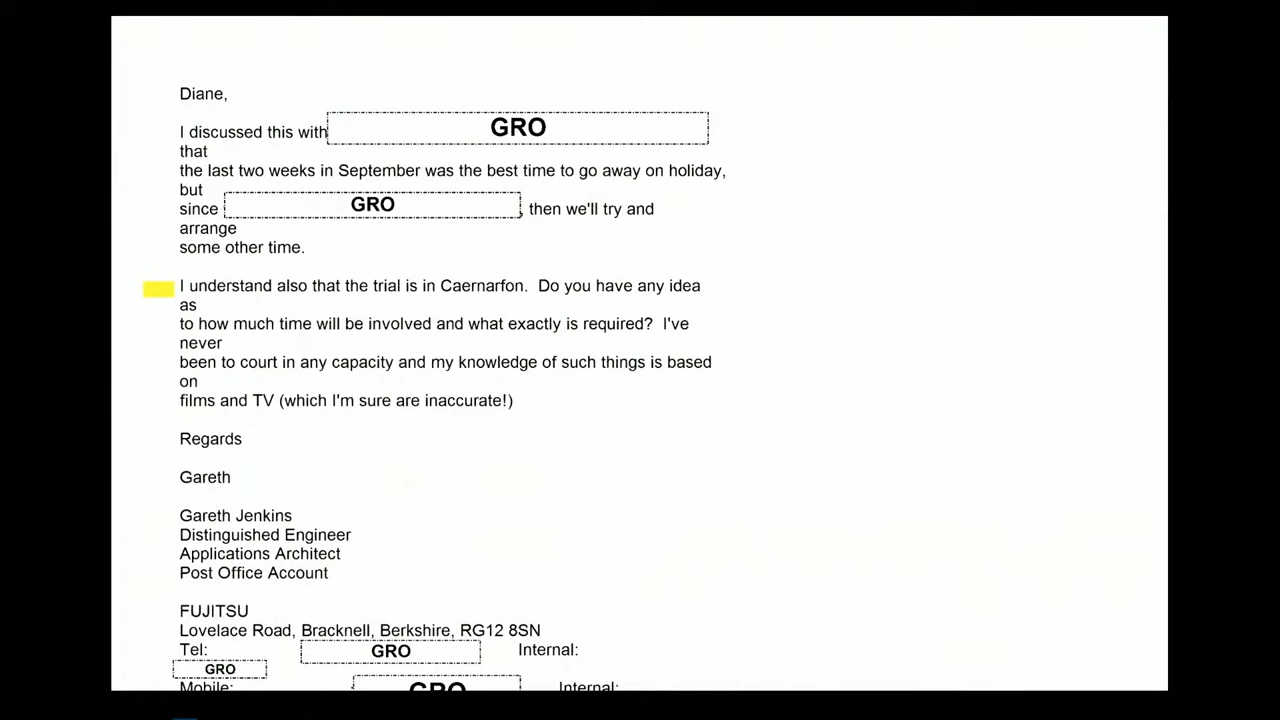 Diane,
I discussed this with GRO
that
the last two weeks in September was the best time to go away on holiday,
but
since GRO, then we'll try and
arrange
some other time.
I understand also that the trial is in Caernarfon.  Do you have any idea
as
to how much time will be involved and what exactly is required?  I've
never
been to court in any capacity and my knowledge of such things is based
on
films and TV (which I'm sure are inaccurate!)
Regards
Gareth
Gareth Jenkins
Distinguished Engineer
Applications Architect
Post Office Account
FUJITSU
Lovelace Road, Bracknell, Berkshire, RG12 8SN
Tel: GRO Internal:
GRO
Mobile: GRO Internal: